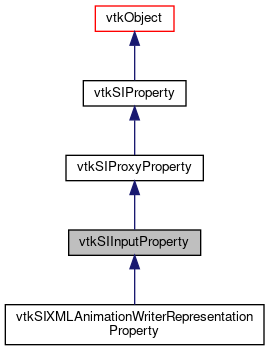 vtkObject
vtkSIProperty
vtkSIProxyProperty
vtkSIInputProperty
vtkSIXMLAnimationWriterRepresentation
Property